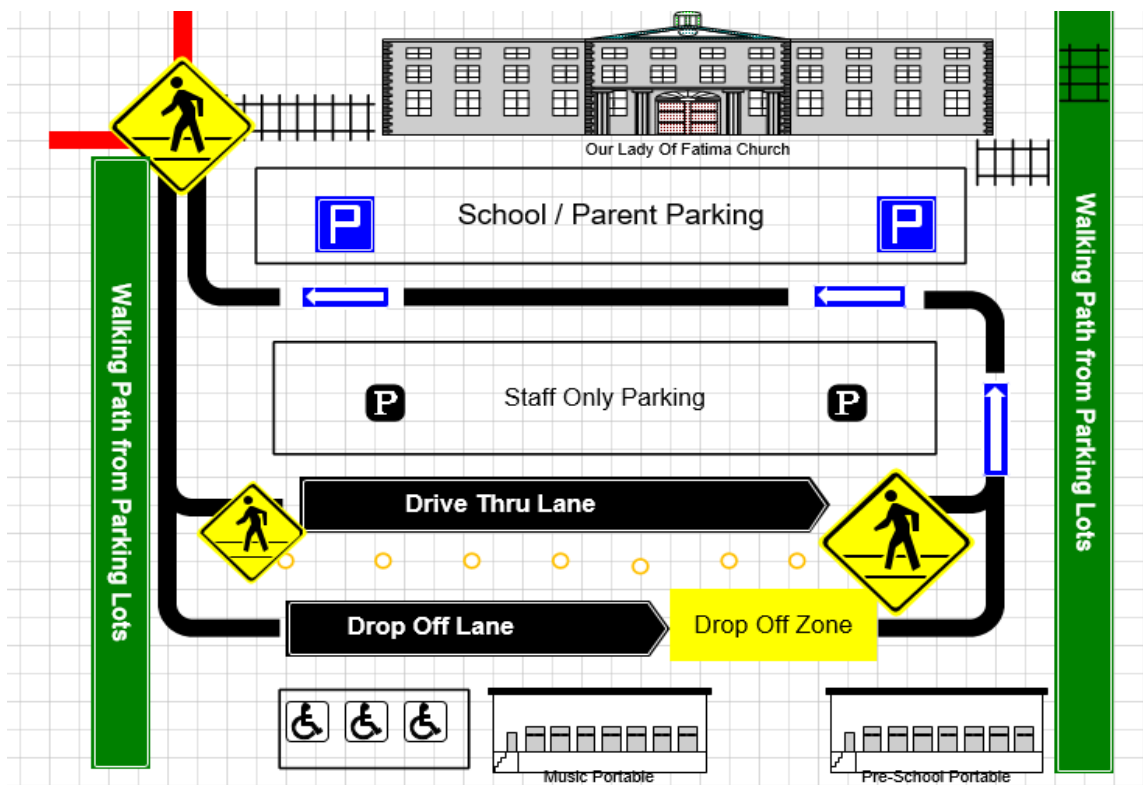 Our Lady Of Fatima Church
P
School / Parent Parking
P
Walking Path from Parking Lots
Walking Path from Parking Lots
P
Staff Only Parking
P
Drive Thru Lane
Drop Off Lane
Drop Off Zone
Music Portable
Pre-School Portable